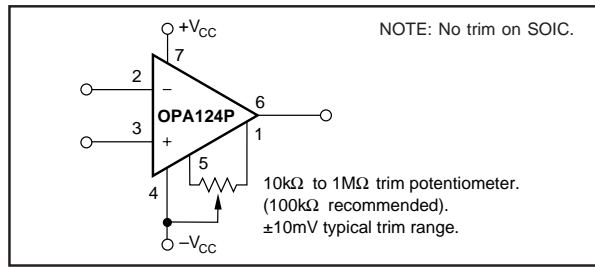 +VCC
NOTE: No trim on SOIC.
7
2
−
OPA124P
6
3
+
1
5
4
10kΩ to 1MΩ trim potentiometer.
(100kΩ recommended).
±10mV typical trim range.
−VCC